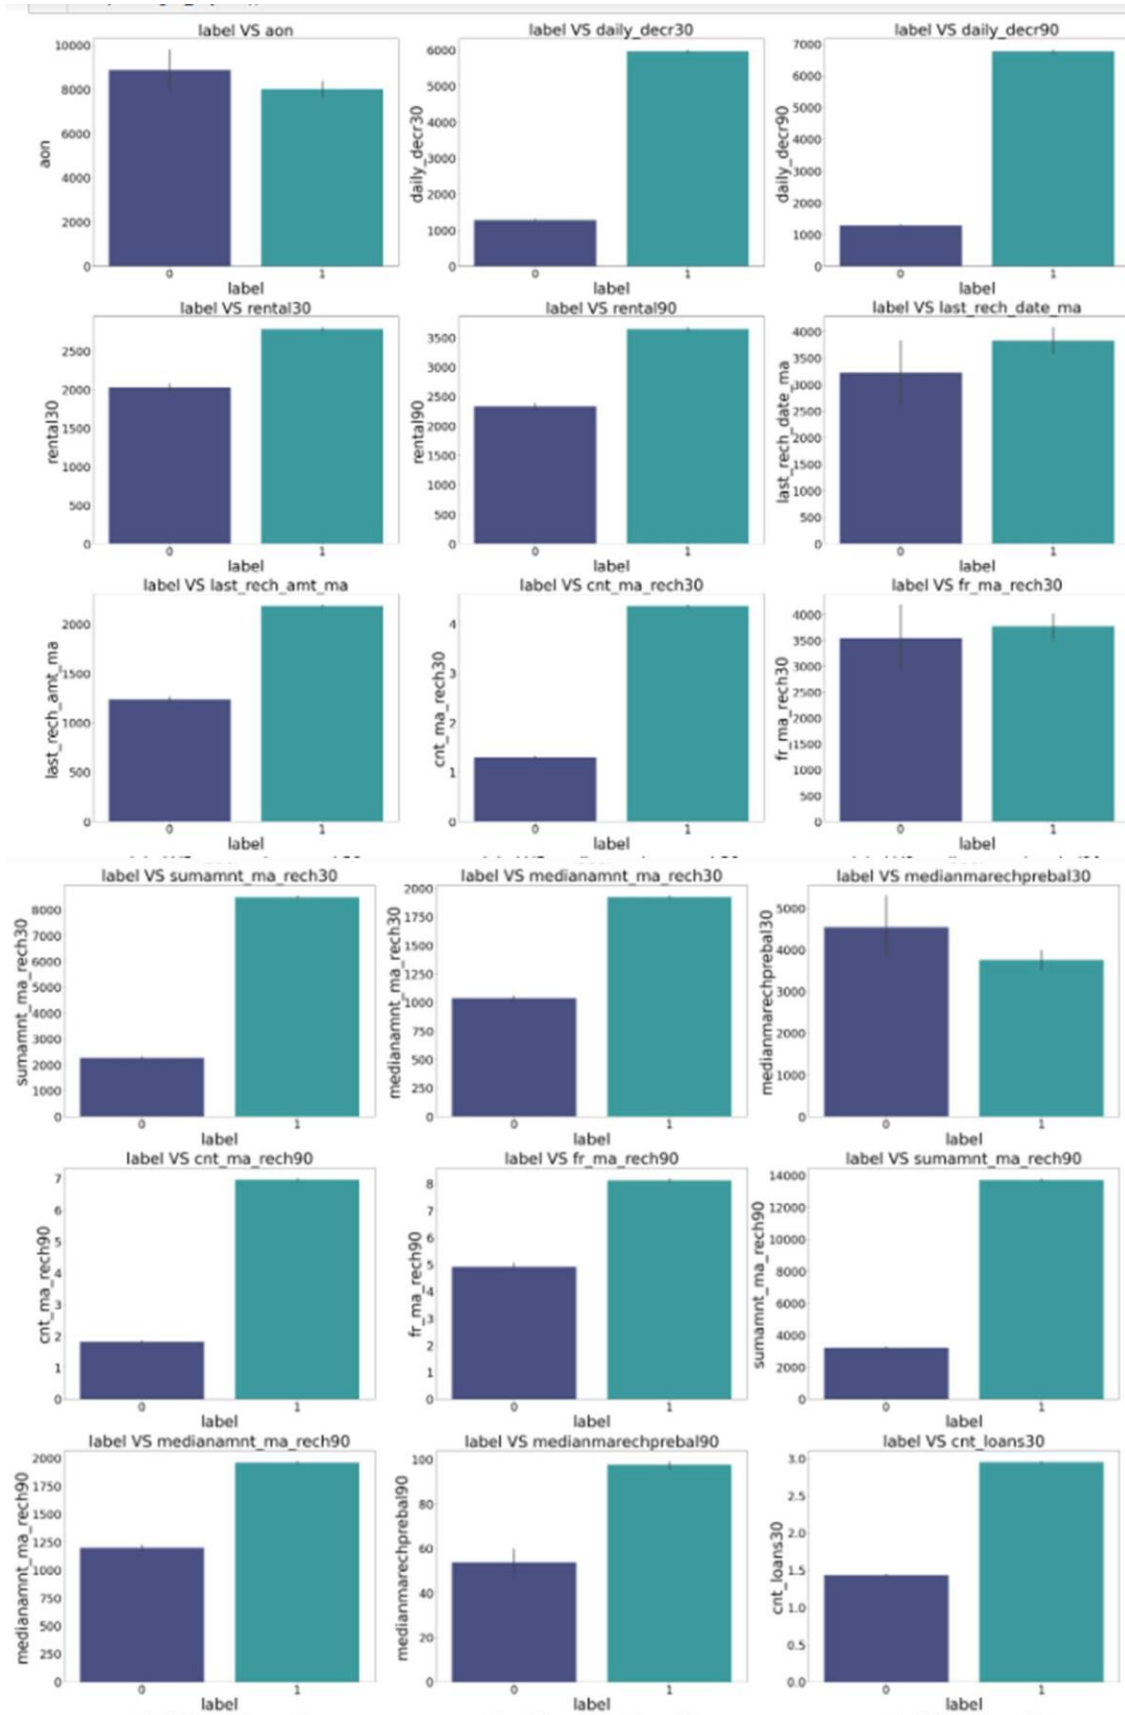 label VS aon
10000
8000
6000
4000
2000
0
aon
0 1
label
label VS daily_decr30
6000
5000
4000
3000
2000
1000
0
daily_decr30
0 1
label
label VS daily_decr90
7000
6000
5000
4000
3000
2000
1000
0
daily_decr90
0 1
label
label VS rental30
2500
2000
1500
1000
500
0
rental30
0 1
label
label VS rental90
3500
3000
2500
2000
1500
1000
500
0
rental90
0 1
label
label VS last_rech_date_ma
4000
3500
3000
2500
2000
1500
1000
500
0
last_rech_date_ma
0 1
label
label VS last_rech_amt_ma
2000
1500
1000
500
0
last_rech_amt_ma
0 1
label
label VS cnt_ma_rech30
4
3
2
1
0
cnt_ma_rech30
0 1
label
label VS fr_ma_rech30
4000
3500
3000
2500
2000
1500
1000
500
0
fr_ma_rech30
0 1
label
label VS sumamnt_ma_rech30
8000
7000
6000
5000
4000
3000
2000
1000
0
sumamnt_ma_rech30
0 1
label
label VS medianamnt_ma_rech30
2000
1750
1500
1250
1000
750
500
250
0
medianamnt_ma_rech30
0 1
label
label VS medianmarechprebal30
5000
4000
3000
2000
1000
0
medianmarechprebal30
0 1
label
label VS cnt_ma_rech90
7
6
5
4
3
2
1
0
cnt_ma_rech90
0 1
label
label VS fr_ma_rech90
8
7
6
5
4
3
2
1
0
fr_ma_rech90
0 1
label
label VS sumamnt_ma_rech90
14000
12000
10000
8000
6000
4000
2000
0
sumamnt_ma_rech90
0 1
label
label VS medianamnt_ma_rech90
2000
1750
1500
1250
1000
750
500
250
0
medianamnt_ma_rech90
0 1
label
label VS medianmarechprebal90
100
80
60
40
20
0
medianmarechprebal90
0 1
label
label VS cnt_loans30
3.0
2.5
2.0
1.5
1.0
0.5
0.0
cnt_loans30
0 1
label